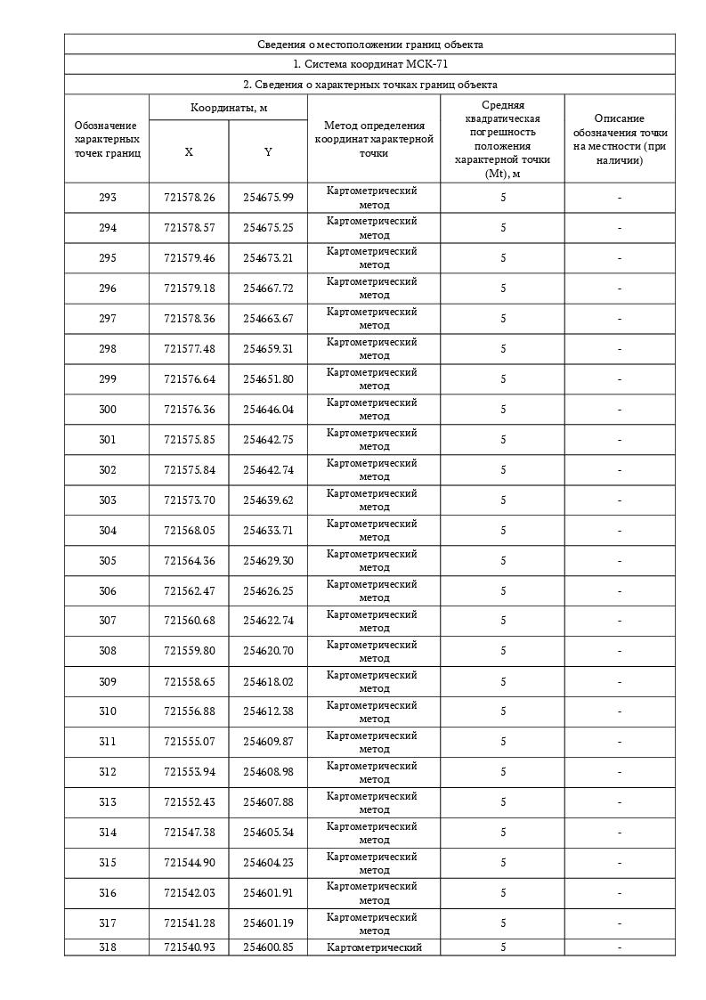 Сведения о местоположении границ объекта
1. Система координат МСК-71
2. Сведения о характерных точках границ объекта
Обозначение
характерных
точек границ
Координаты, м
X
Y
Метод определения
координат характерной
точки
Средняя
квадратическая
погрешность
положения
характерной точки
(Mt), м
Описание
обозначения точки
на местности (при
наличии)
293 721578.26 254675.99 Картометрический
метод 5 -
294 721578.57 254675.25 Картометрический
метод 5 -
295 721579.46 254673.21 Картометрический
метод 5 -
296 721579.18 254667.72 Картометрический
метод 5 -
297 721578.36 254663.67 Картометрический
метод 5 -
298 721577.48 254659.31 Картометрический
метод 5 -
299 721576.64 254651.80 Картометрический
метод 5 -
300 721576.36 254646.04 Картометрический
метод 5 -
301 721575.85 254642.75 Картометрический
метод 5 -
302 721575.84 254642.74 Картометрический
метод 5 -
303 721573.70 254639.62 Картометрический
метод 5 -
304 721568.05 254633.71 Картометрический
метод 5 -
305 721564.36 254629.30 Картометрический
метод 5 -
306 721562.47 254626.25 Картометрический
метод 5 -
307 721560.68 254622.74 Картометрический
метод 5 -
308 721559.80 254620.70 Картометрический
метод 5 -
309 721558.65 254618.02 Картометрический
метод 5 -
310 721556.88 254612.38 Картометрический
метод 5 -
311 721555.07 254609.87 Картометрический
метод 5 -
312 721553.94 254608.98 Картометрический
метод 5 -
313 721552.43 254607.88 Картометрический
метод 5 -
314 721547.38 254605.34 Картометрический
метод 5 -
315 721544.90 254604.23 Картометрический
метод 5 -
316 721542.03 254601.91 Картометрический
метод 5 -
317 721541.28 254601.19 Картометрический
метод 5 -
318 721540.93 254600.85 Картометрический 5 -